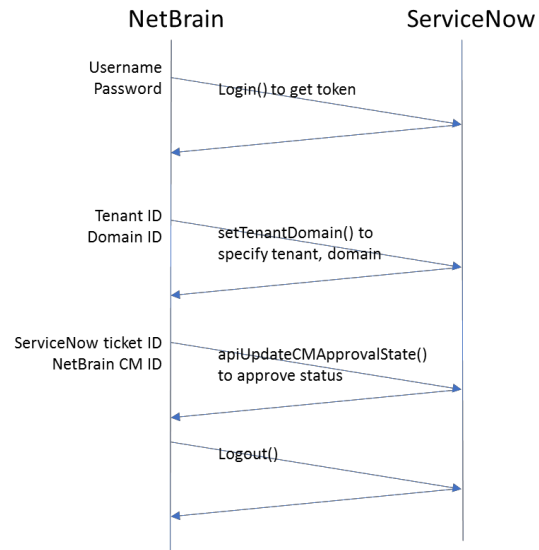 NetBrain
ServiceNow
Username
Password
Login() to get token
Tenant ID
Domain ID
setTenantDomain() to
specify tenant, domain
ServiceNow ticket ID
NetBrain CM ID
apiUpdateCMApprovalState()
to approve status
Logout()